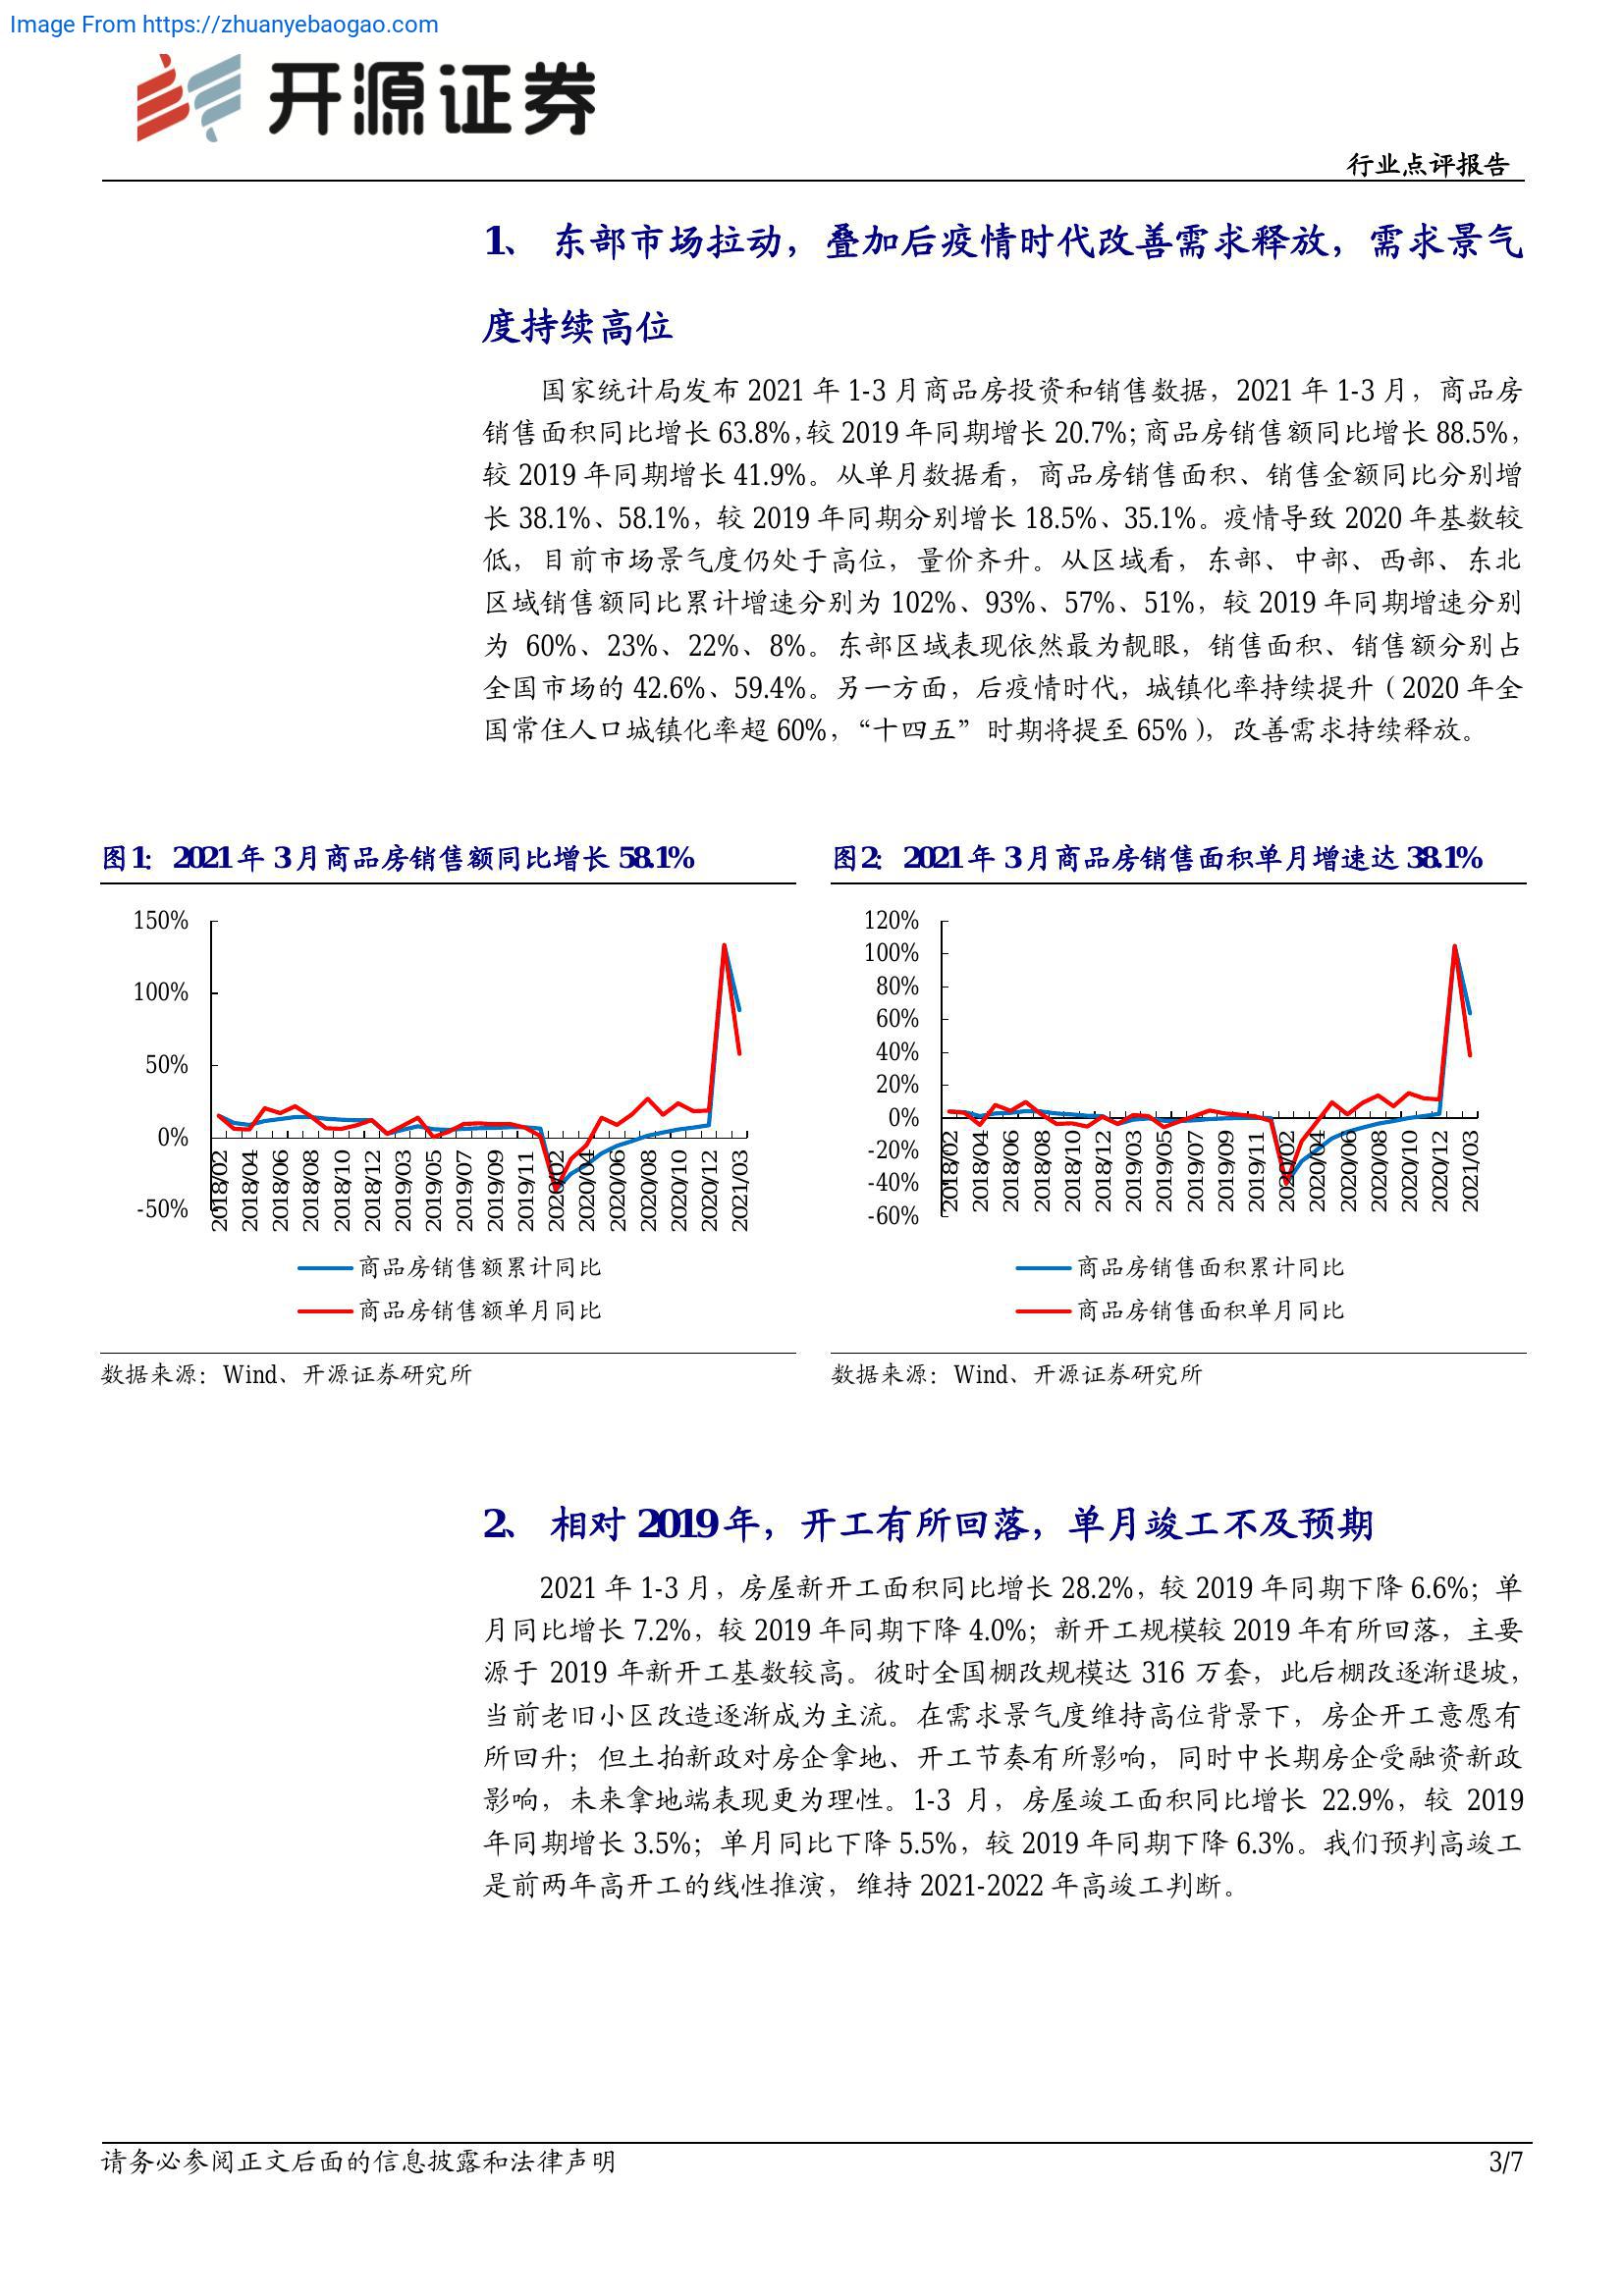 Image From https://zhuanyebaogao.com
开源证券
行业点评报告
1、 东部市场拉动，叠加后疫情时代改善需求释放，需求景气
度持续高位
国家统计局发布 2021 年 1-3 月商品房投资和销售数据，2021 年 1-3 月，商品房
销售面积同比增长 63.8%，较 2019 年同期增长 20.7%；商品房销售额同比增长 88.5%，
较 2019 年同期增长 41.9%。从单月数据看，商品房销售面积、销售金额同比分别增
长 38.1%、58.1%，较 2019 年同期分别增长 18.5%、35.1%。疫情导致 2020 年基数较
低，目前市场景气度仍处于高位，量价齐升。从区域看，东部、中部、西部、东北
区域销售额同比累计增速分别为 102%、93%、57%、51%，较 2019 年同期增速分别
为 60%、23%、22%、8%。东部区域表现依然最为靓眼，销售面积、销售额分别占
全国市场的 42.6%、59.4%。另一方面，后疫情时代，城镇化率持续提升（2020 年全
国常住人口城镇化率超 60%，“十四五”时期将提至 65%），改善需求持续释放。
图1： 2021 年 3 月商品房销售额同比增长 58.1%
150%
100%
50%
0%
-50%
2018/02
2018/04
2018/06
2018/08
2018/10
2018/12
2019/03
2019/05
2019/07
2019/09
2019/11
2020/02
2020/04
2020/06
2020/08
2020/10
2020/12
2021/03
商品房销售额累计同比
商品房销售额单月同比
数据来源：Wind、开源证券研究所
图2： 2021 年 3 月商品房销售面积单月增速达 38.1%
120%
100%
80%
60%
40%
20%
0%
-20%
-40%
-60%
2018/02
2018/04
2018/06
2018/08
2018/10
2018/12
2019/03
2019/05
2019/07
2019/09
2019/11
2020/02
2020/04
2020/06
2020/08
2020/10
2020/12
2021/03
商品房销售面积累计同比
商品房销售面积单月同比
数据来源：Wind、开源证券研究所
2、 相对 2019 年，开工有所回落，单月竣工不及预期
2021 年 1-3 月，房屋新开工面积同比增长 28.2%，较 2019 年同期下降 6.6%；单
月同比增长 7.2%，较 2019 年同期下降 4.0%；新开工规模较 2019 年有所回落，主要
源于 2019 年新开工基数较高。彼时全国棚改规模达 316 万套，此后棚改逐渐退坡，
当前老旧小区改造逐渐成为主流。在需求景气度维持高位背景下，房企开工意愿有
所回升；但土拍新政对房企拿地、开工节奏有所影响，同时中长期房企受融资新政
影响，未来拿地端表现更为理性。1-3 月，房屋竣工面积同比增长 22.9%，较 2019
年同期增长 3.5%；单月同比下降 5.5%，较 2019 年同期下降 6.3%。我们预判高竣工
是前两年高开工的线性推演，维持 2021-2022 年高竣工判断。
请务必参阅正文后面的信息披露和法律声明
3/7